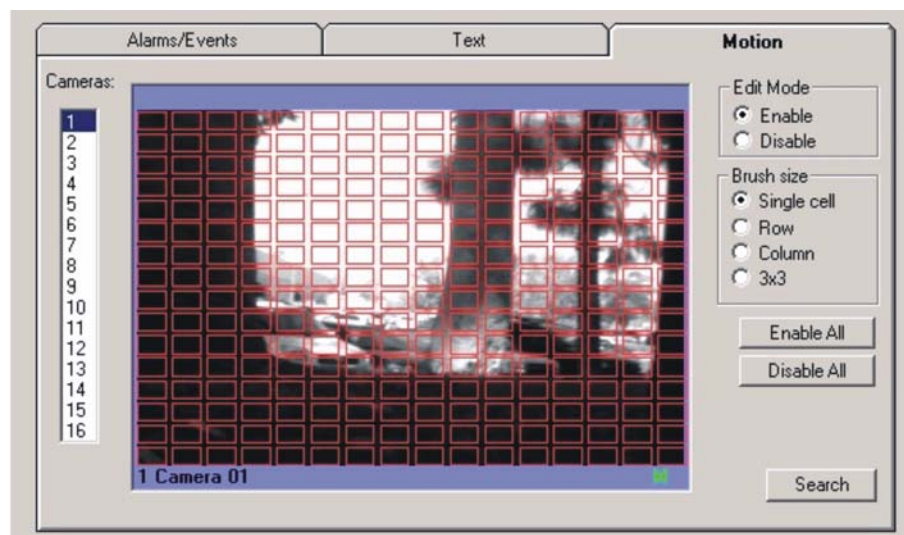 Alarms/Events
Text
Motion
Cameras:
1
2
3
4
5
6
7
8
9
10
11
12
13
14
15
16
1 Camera 01
Edit Mode
Enable
Disable
Brush size
Single cell
Row
Column
3x3
Enable All
Disable All
Search